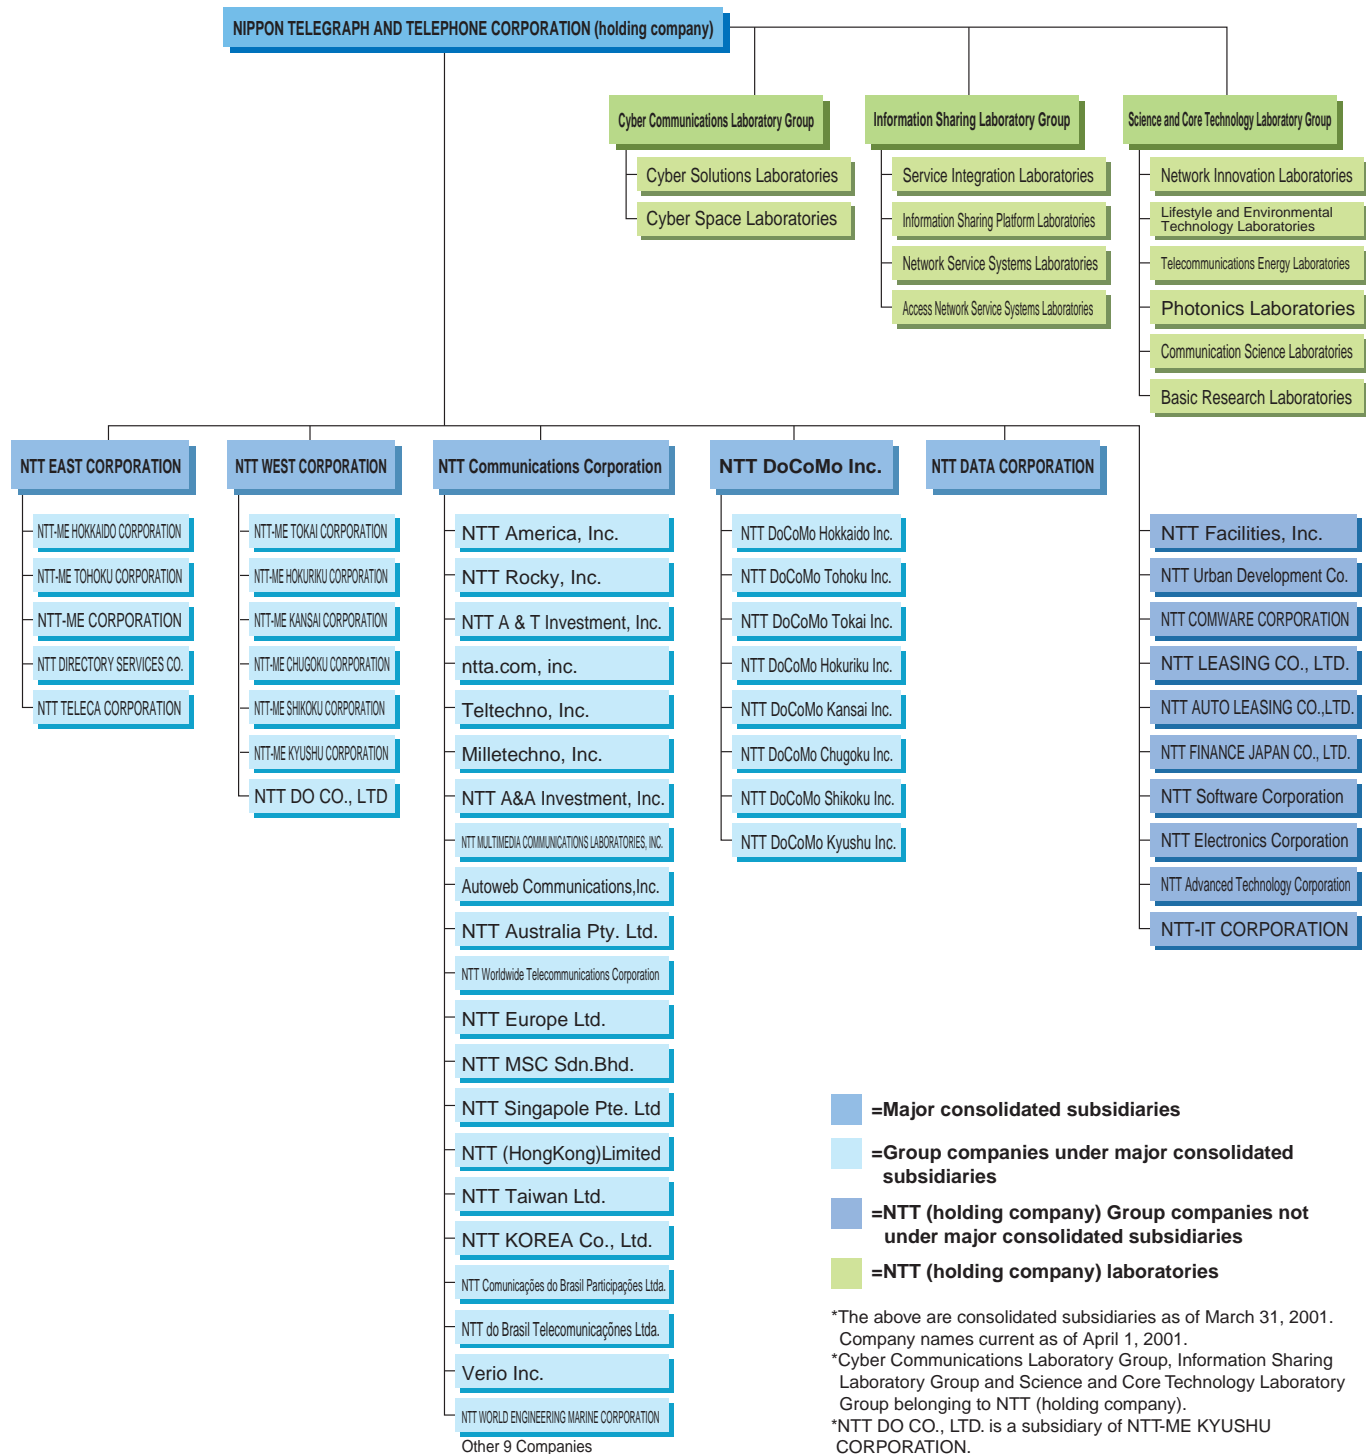 NIPPON TELEGRAPH AND TELEPHONE CORPORATION (holding company)
Cyber Communications Laboratory Group
Cyber Solutions Laboratories
Cyber Space Laboratories
Information Sharing Laboratory Group
Service Integration Laboratories
Information Sharing Platform Laboratories
Network Service Systems Laboratories
Access Network Service Systems Laboratories
Science and Core Technology Laboratory Group
Network Innovation Laboratories
Lifestyle and Environmental
Technology Laboratories
Telecommunications Energy Laboratories
Photonics Laboratories
Communication Science Laboratories
Basic Research Laboratories
NTT EAST CORPORATION
NTT-ME HOKKAIDO CORPORATION
NTT-ME TOHOKU CORPORATION
NTT-ME CORPORATION
NTT DIRECTORY SERVICES CO.
NTT TELECA CORPORATION
NTT WEST CORPORATION
NTT-ME TOKAI CORPORATION
NTT-ME HOKURIKU CORPORATION
NTT-ME KANSAI CORPORATION
NTT-ME CHUGOKU CORPORATION
NTT-ME SHIKOKU CORPORATION
NTT-ME KYUSHU CORPORATION
NTT DO CO., LTD
NTT Communications Corporation
NTT America, Inc.
NTT Rocky, Inc.
NTT A & T Investment, Inc.
ntta.com, inc.
Teltechno, Inc.
Milletechno, Inc.
NTT A&A Investment, Inc.
NTT MULTIMEDIA COMMUNICATIONS LABORATORIES, INC.
Autoweb Communications,Inc.
NTT Australia Pty. Ltd.
NTT Worldwide Telecommunications Corporation
NTT Europe Ltd.
NTT MSC Sdn.Bhd.
NTT Singapole Pte. Ltd
NTT (HongKong)Limited
NTT Taiwan Ltd.
NTT KOREA Co., Ltd.
NTT Comunicações do Brasil Participações Ltda.
NTT do Brasil Telecomunicaçõnes Ltda.
Verio Inc.
NTT WORLD ENGINEERING MARINE CORPORATION
Other 9 Companies
NTT DoCoMo Inc.
NTT DoCoMo Hokkaido Inc.
NTT DoCoMo Tohoku Inc.
NTT DoCoMo Tokai Inc.
NTT DoCoMo Hokuriku Inc.
NTT DoCoMo Kansai Inc.
NTT DoCoMo Chugoku Inc.
NTT DoCoMo Shikoku Inc.
NTT DoCoMo Kyushu Inc.
NTT DATA CORPORATION
NTT Facilities, Inc.
NTT Urban Development Co.
NTT COMWARE CORPORATION
NTT LEASING CO., LTD.
NTT AUTO LEASING CO.,LTD.
NTT FINANCE JAPAN CO., LTD.
NTT Software Corporation
NTT Electronics Corporation
NTT Advanced Technology Corporation
NTT-IT CORPORATION
=Major consolidated subsidiaries
=Group companies under major consolidated
subsidiaries
=NTT (holding company) Group companies not
under major consolidated subsidiaries
=NTT (holding company) laboratories
*The above are consolidated subsidiaries as of March 31, 2001.
Company names current as of April 1, 2001.
*Cyber Communications Laboratory Group, Information Sharing
Laboratory Group and Science and Core Technology Laboratory
Group belonging to NTT (holding company).
*NTT DO CO., LTD. is a subsidiary of NTT-ME KYUSHU
CORPORATION.